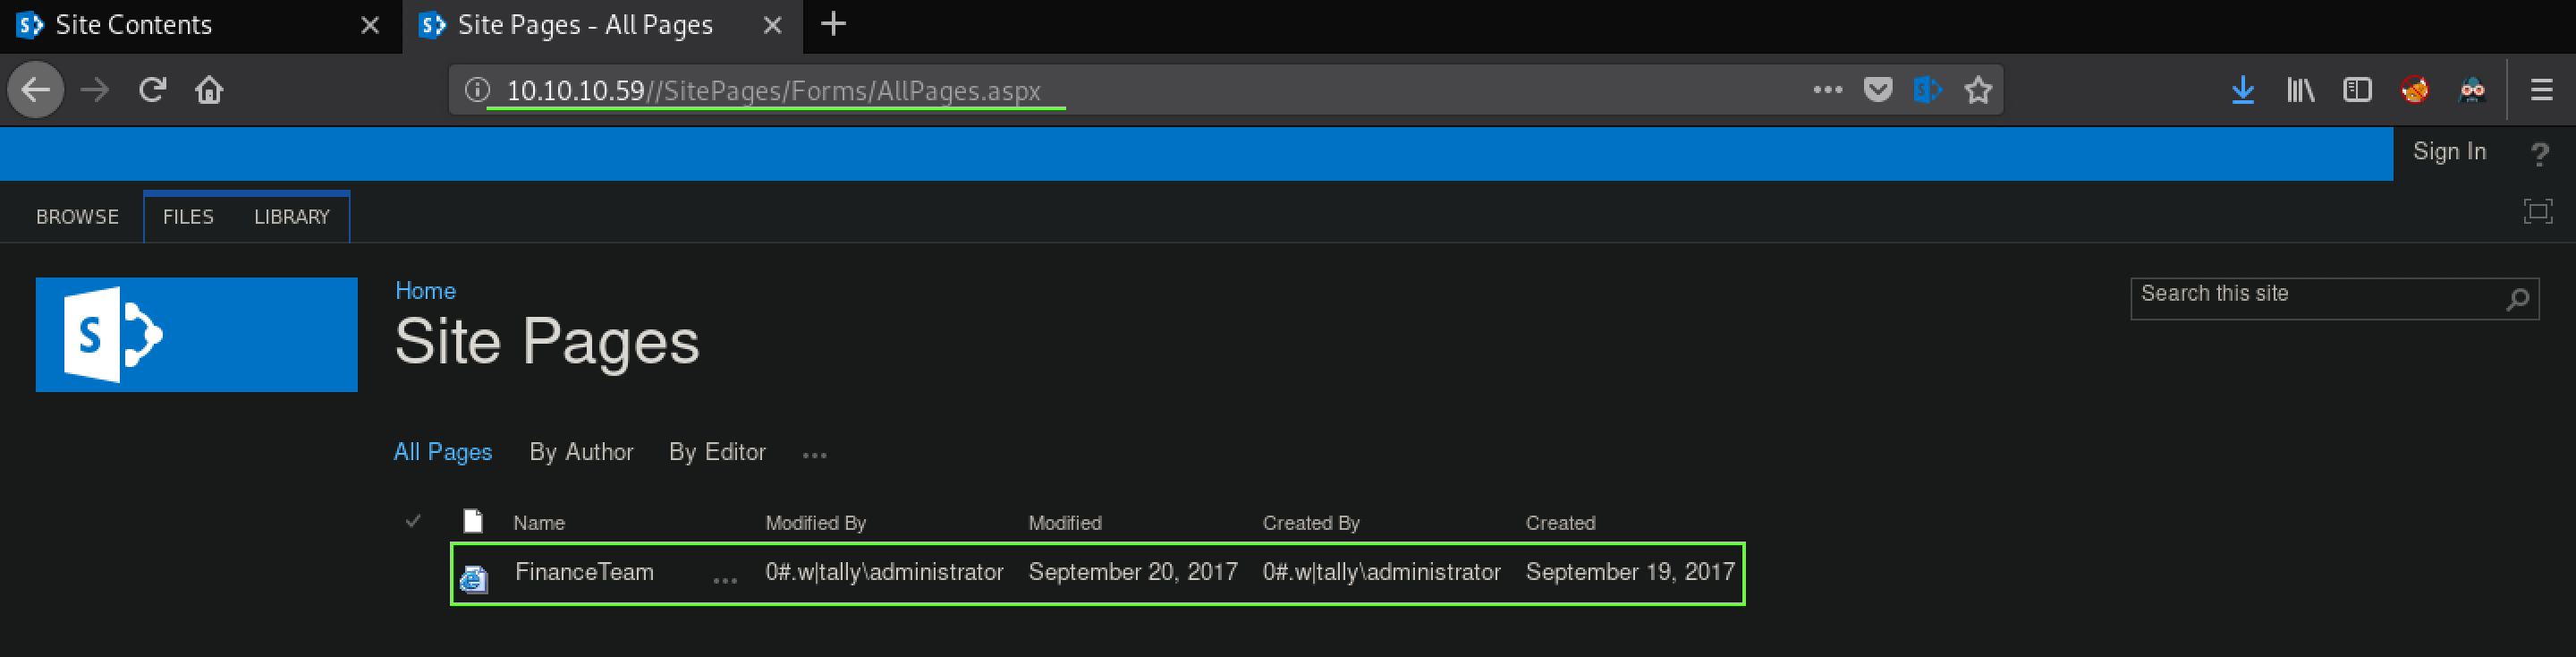 Site Contents Site Pages - All Pages
10.10.10.59//SitePages/Forms/AllPages.aspx
Sign In ?
BROWSE FILES LIBRARY
S
Home
Search this site
Site Pages
All Pages By Author By Editor ...
Name Modified By Modified Created By Created
FinanceTeam ... 0#.w|tally\administrator September 20, 2017 0#.w|tally\administrator September 19, 2017